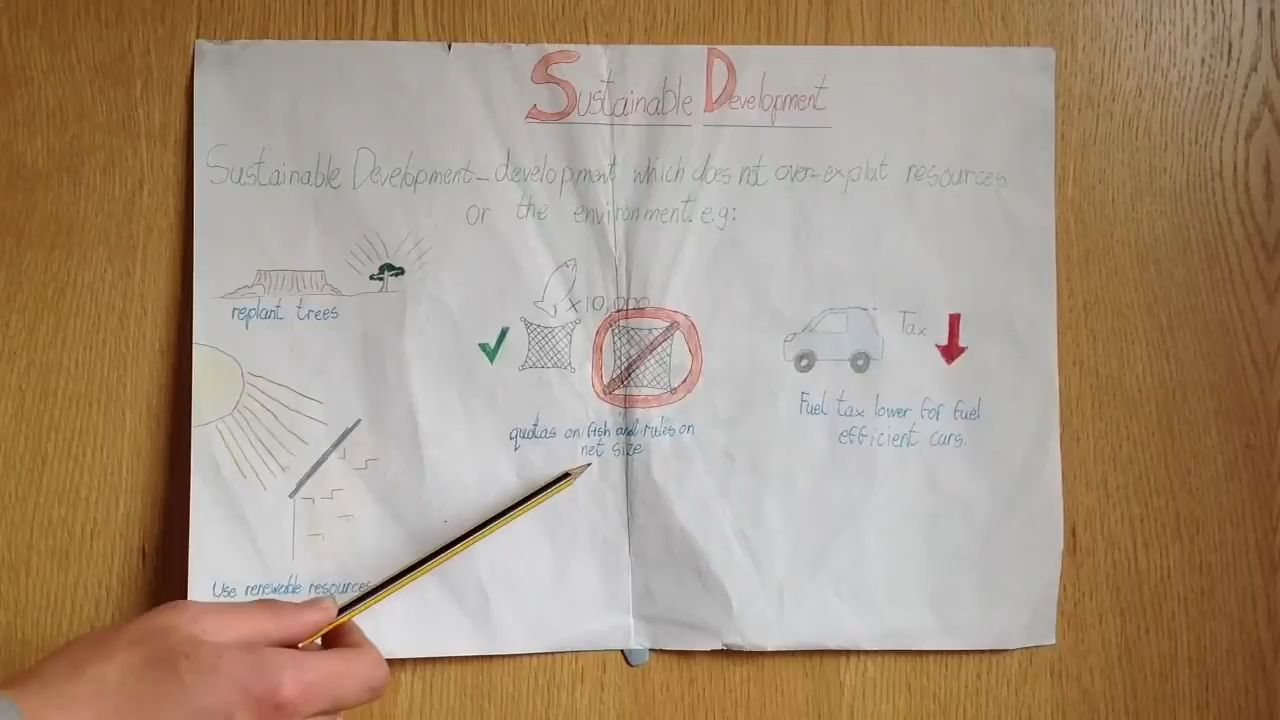 Sustainable Development
Sustainable Development - development which does not over-exploit resources
or the environment. e.g:
replant trees
x10,000
quotas on fish and rules on
net size
Tax
Fuel tax lower for fuel
efficient cars.
Use renewable resources